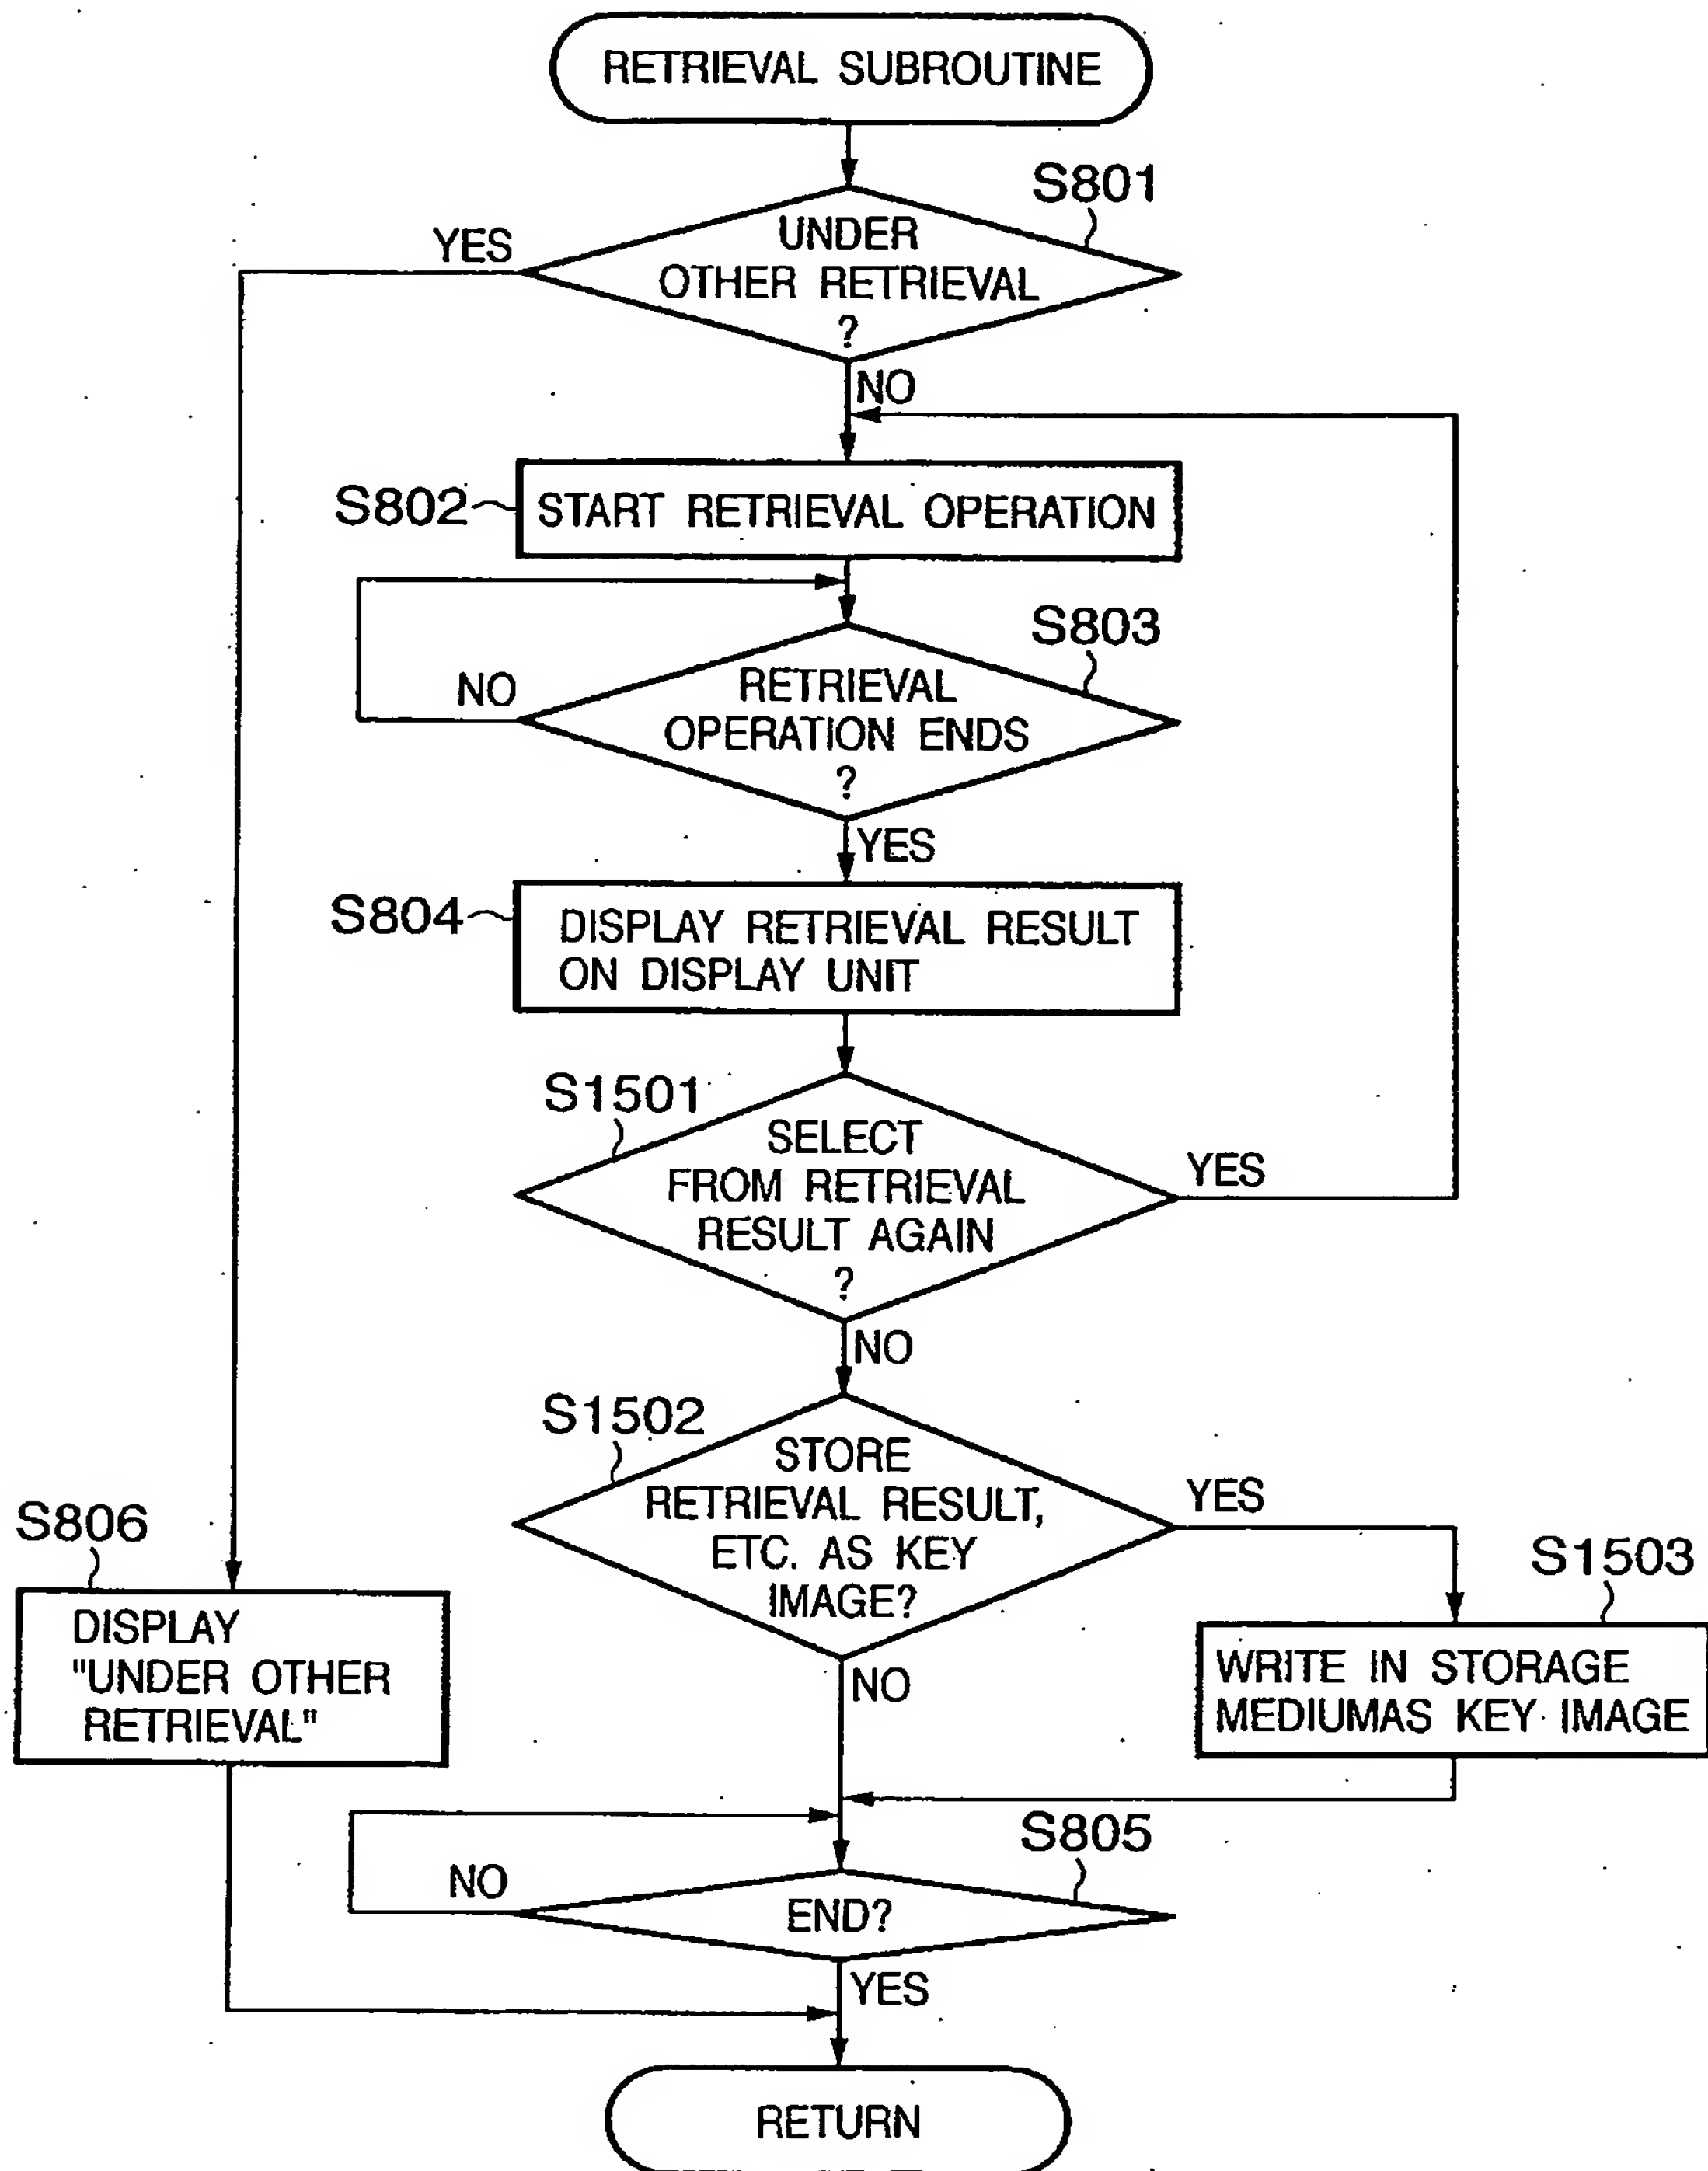 RETRIEVAL SUBROUTINE
S801
YES
UNDER
OTHER RETRIEVAL
?
NO
S802
START RETRIEVAL OPERATION
S803
NO
RETRIEVAL
OPERATION ENDS
?
YES
S804
DISPLAY RETRIEVAL RESULT
ON DISPLAY UNIT
S1501
SELECT
FROM RETRIEVAL
RESULT AGAIN
?
YES
NO
S1502
STORE
RETRIEVAL RESULT,
ETC. AS KEY
IMAGE?
YES
NO
S806
DISPLAY
"UNDER OTHER
RETRIEVAL"
S1503
WRITE IN STORAGE
MEDIUMAS KEY IMAGE
S805
NO
END?
YES
RETURN